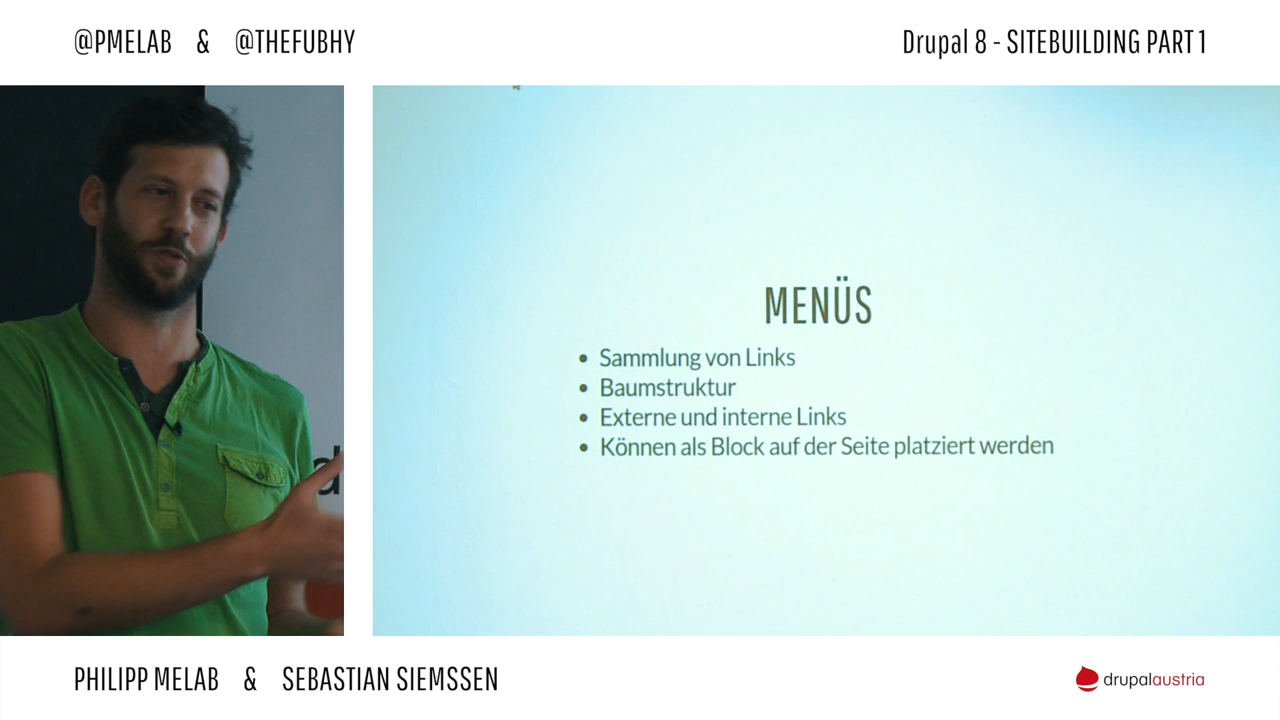 @PMELAB & @THEFUBHY
Drupal 8 - SITEBUILDING PART 1
MENÜS
• Sammlung von Links
• Baumstruktur
• Externe und interne Links
• Können als Block auf der Seite platziert werden
d
PHILIPP MELAB & SEBASTIAN SIEMSSEN
drupalaustria